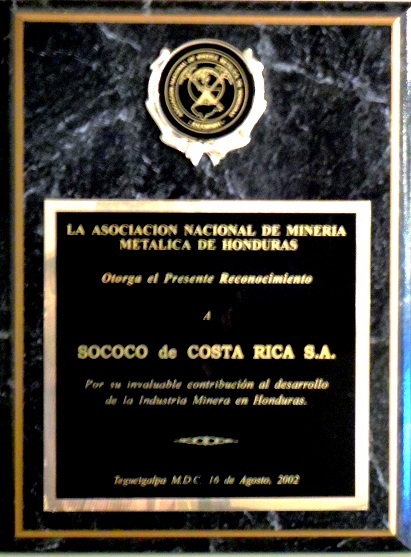 LA ASOCIACION NACIONAL DE MINERIA
METALICA DE HONDURAS
Otorga el Presente Reconocimiento
A
SOCOCO de COSTA RICA S.A.
Por su invaluable contribución al desarrollo
de la Industria Minera en Honduras.
Tegucigalpa M.D.C. 16 de Agosto, 2002